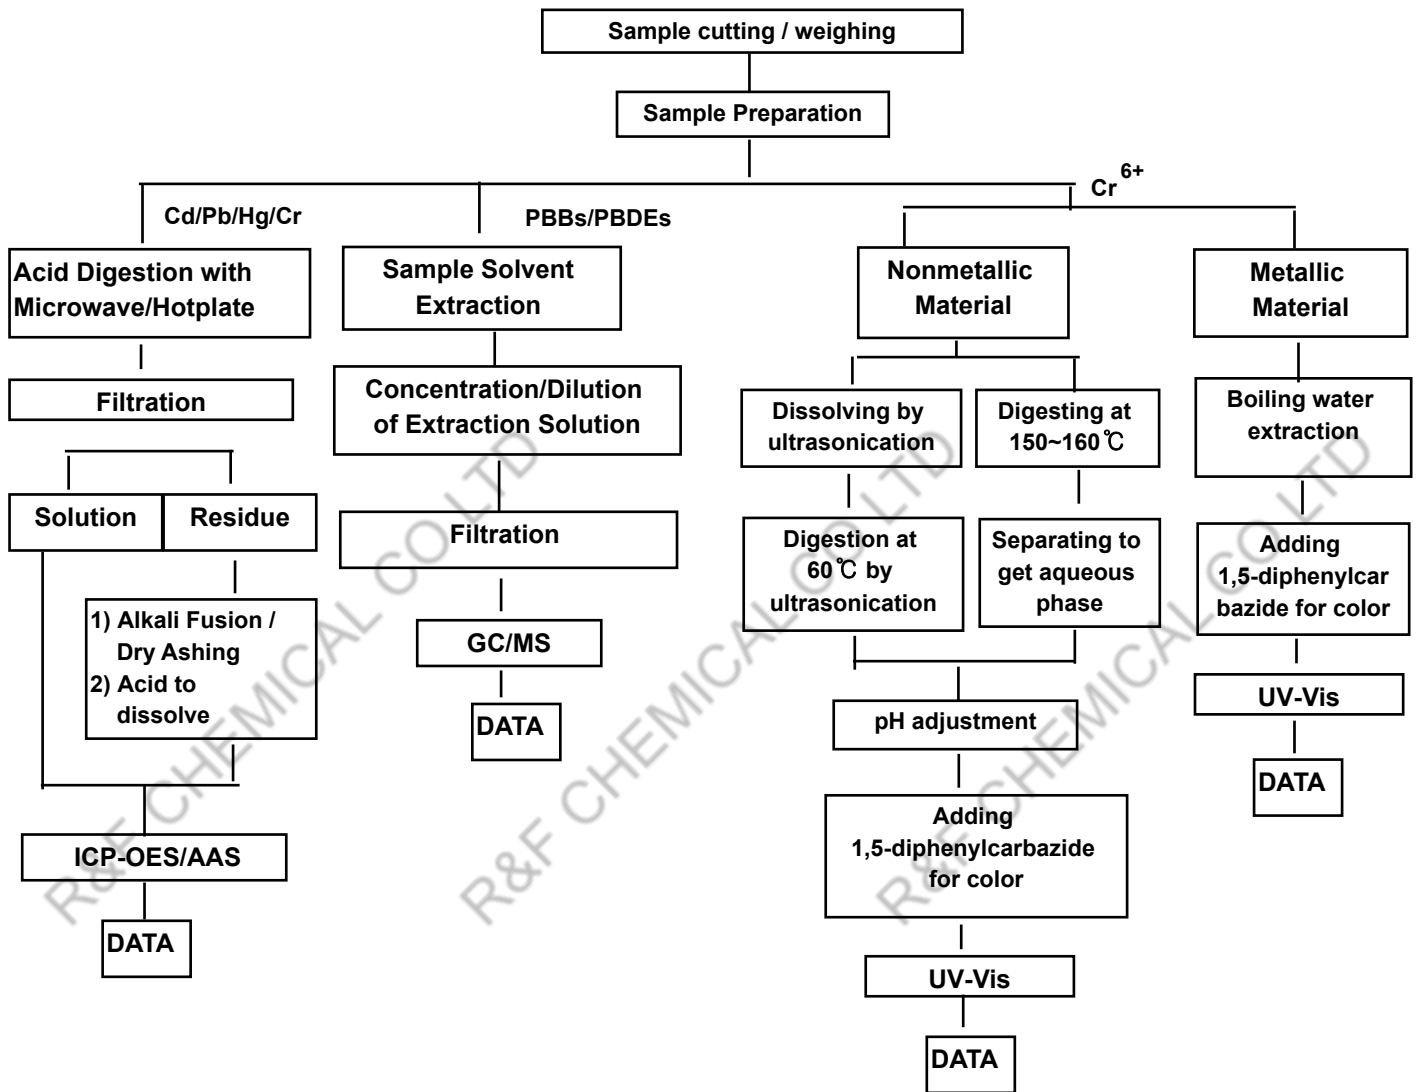 Sample cutting / weighing
Sample Preparation
Cd/Pb/Hg/Cr
PBBs/PBDEs
Cr 6+
Acid Digestion with
Microwave/Hotplate
Filtration
Solution
Residue
1) Alkali Fusion /
Dry Ashing
2) Acid to
dissolve
ICP-OES/AAS
DATA
Sample Solvent
Extraction
Concentration/Dilution
of Extraction Solution
Filtration
GC/MS
DATA
Nonmetallic
Material
Dissolving by
ultrasonication
Digestion at
60℃ by
ultrasonication
Digesting at
150~160℃
Separating to
get aqueous
phase
pH adjustment
Adding
1,5-diphenylcarbazide
for color
UV-Vis
DATA
Metallic
Material
Boiling water
extraction
Adding
1,5-diphenylcar
bazide for color
UV-Vis
DATA
R&F CHEMICAL CO LTD
R&F CHEMICAL CO LTD
R&F CHEMICAL CO LTD